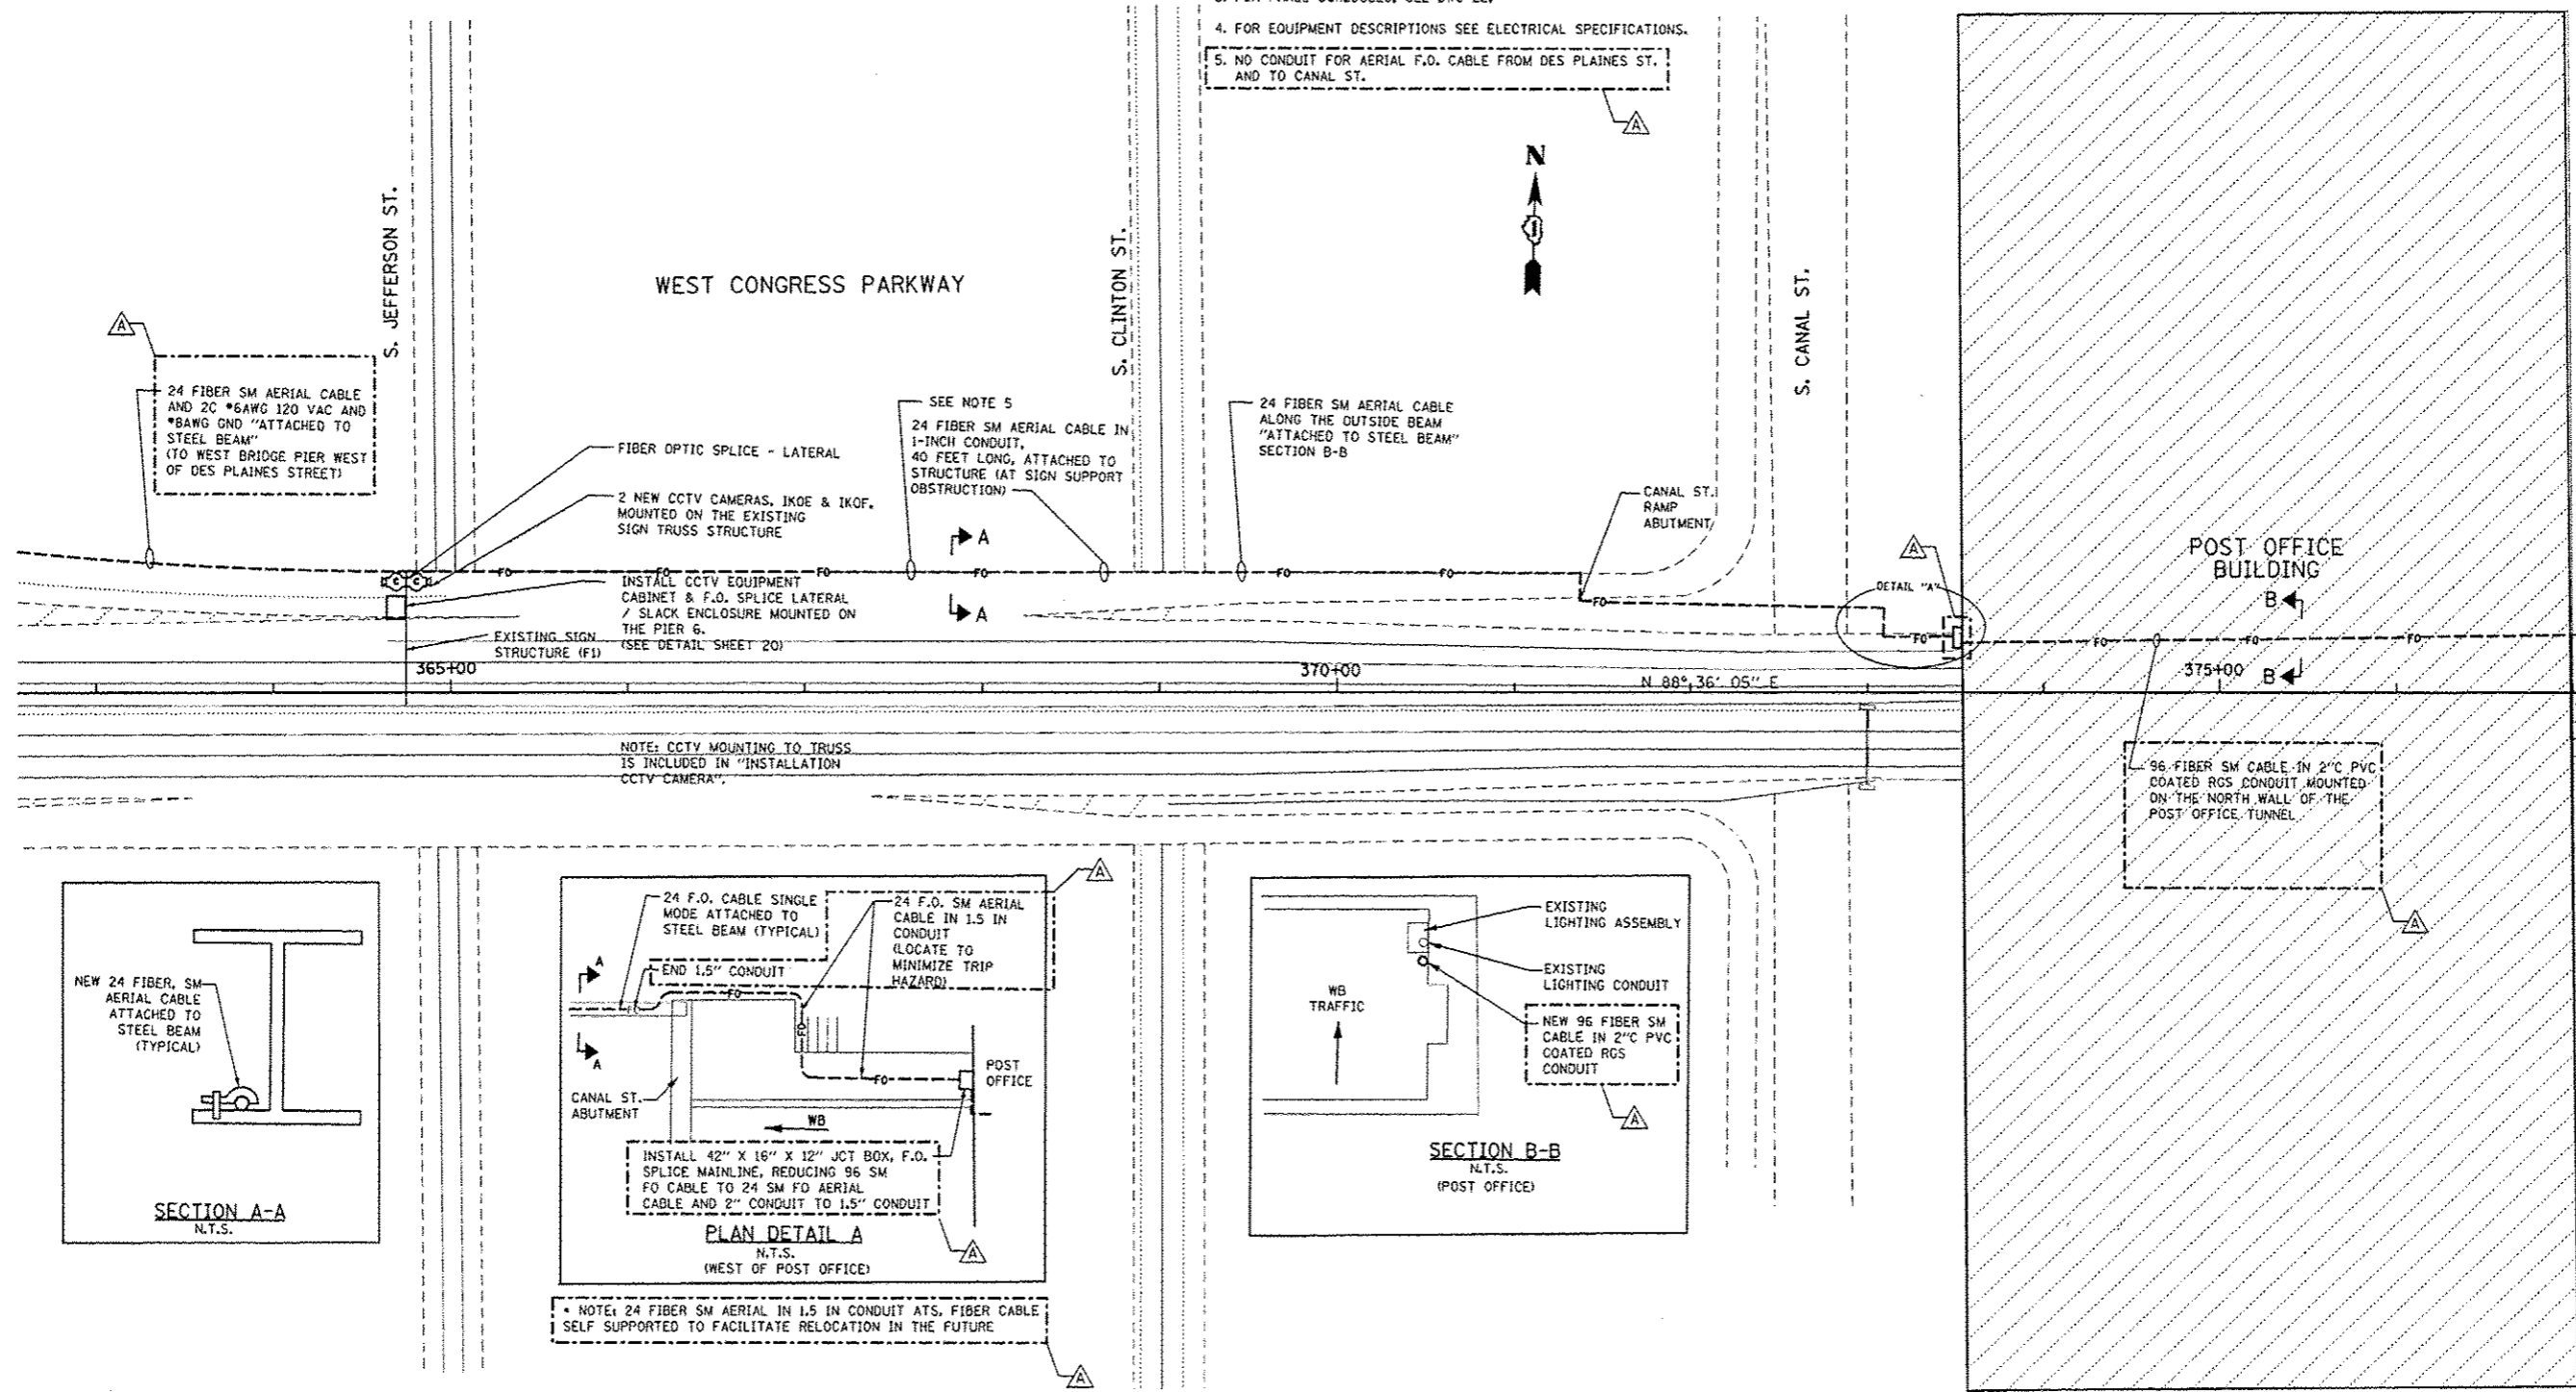 4. FOR EQUIPMENT DESCRIPTIONS SEE ELECTRICAL SPECIFICATIONS.
5. NO CONDUIT FOR AERIAL F.O. CABLE FROM DES PLAINES ST.
AND TO CANAL ST.
A
N
S. JEFFERSON ST.
WEST CONGRESS PARKWAY
S. CLINTON ST.
S. CANAL ST.
A
24 FIBER SM AERIAL CABLE
AND 2C #6AWG 120 VAC AND
#8AWG GND "ATTACHED TO
STEEL BEAM"
(TO WEST BRIDGE PIER WEST
OF DES PLAINES STREET)
FIBER OPTIC SPLICE - LATERAL
2 NEW CCTV CAMERAS, IKOE & IKOF.
MOUNTED ON THE EXISTING
SIGN TRUSS STRUCTURE
SEE NOTE 5
24 FIBER SM AERIAL CABLE IN
1-INCH CONDUIT,
40 FEET LONG, ATTACHED TO
STRUCTURE (AT SIGN SUPPORT
OBSTRUCTION)
24 FIBER SM AERIAL CABLE
ALONG THE OUTSIDE BEAM
"ATTACHED TO STEEL BEAM"
SECTION B-B
CANAL ST.
RAMP
ABUTMENT
A
DETAIL "A"
POST OFFICE
BUILDING
C C
FO FO FO FO FO FO FO FO FO FO FO
A
A
B
B
INSTALL CCTV EQUIPMENT
CABINET & F.O. SPLICE LATERAL
/ SLACK ENCLOSURE MOUNTED ON
THE PIER 6.
(SEE DETAIL SHEET 20)
EXISTING SIGN
STRUCTURE (F1)
365+00
370+00
375+00
N 88° 36' 05" E
NOTE: CCTV MOUNTING TO TRUSS
IS INCLUDED IN "INSTALLATION
CCTV CAMERA".
96 FIBER SM CABLE IN 2"C PVC
COATED RGS CONDUIT MOUNTED
ON THE NORTH WALL OF THE
POST OFFICE TUNNEL
A
NEW 24 FIBER, SM
AERIAL CABLE
ATTACHED TO
STEEL BEAM
(TYPICAL)
SECTION A-A
N.T.S.
24 F.O. CABLE SINGLE
MODE ATTACHED TO
STEEL BEAM (TYPICAL)
24 F.O. SM AERIAL
CABLE IN 1.5 IN
CONDUIT
(LOCATE TO
MINIMIZE TRIP
HAZARD)
A
END 1.5" CONDUIT
A
A
FO
FO
FO
FO
POST
OFFICE
CANAL ST.
ABUTMENT
WB
INSTALL 42" X 16" X 12" JCT BOX, F.O.
SPLICE MAINLINE, REDUCING 96 SM
FO CABLE TO 24 SM FO AERIAL
CABLE AND 2" CONDUIT TO 1.5" CONDUIT
A
PLAN DETAIL A
N.T.S.
(WEST OF POST OFFICE)
* NOTE: 24 FIBER SM AERIAL IN 1.5 IN CONDUIT ATS. FIBER CABLE
SELF SUPPORTED TO FACILITATE RELOCATION IN THE FUTURE
A
EXISTING
LIGHTING ASSEMBLY
EXISTING
LIGHTING CONDUIT
WB
TRAFFIC
NEW 96 FIBER SM
CABLE IN 2"C PVC
COATED RGS
CONDUIT
A
SECTION B-B
N.T.S.
(POST OFFICE)